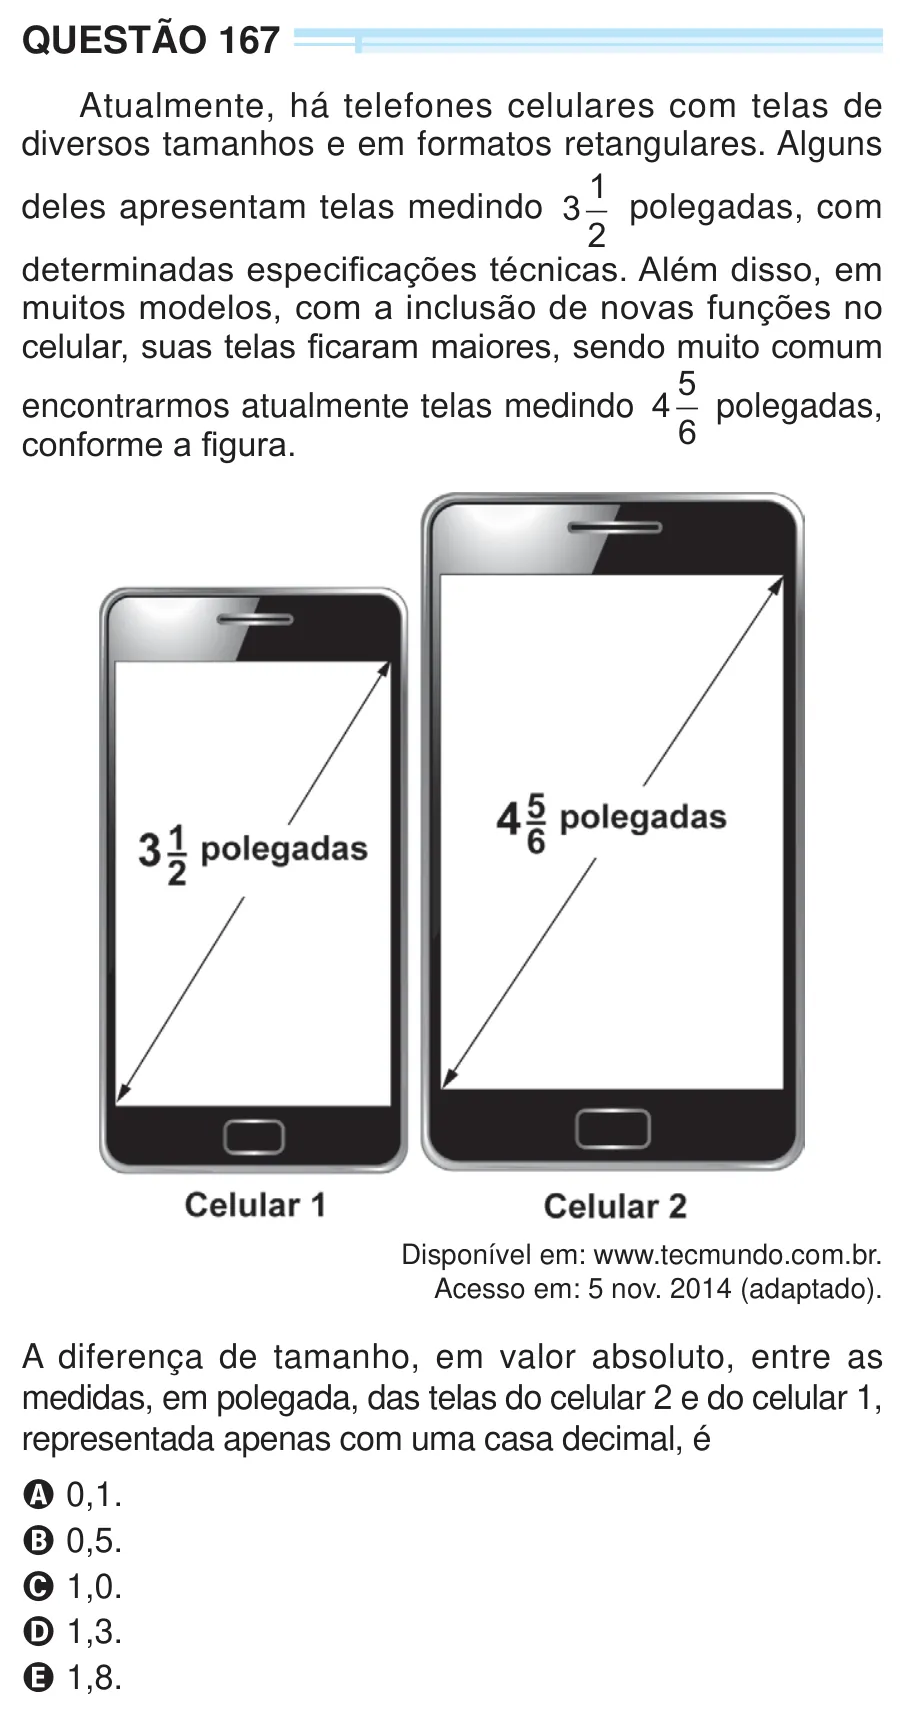 QUESTÃO 167
Atualmente, há telefones celulares com telas de
diversos tamanhos e em formatos retangulares. Alguns
deles apresentam telas medindo 3 1/2 polegadas, com
determinadas especificações técnicas. Além disso, em
muitos modelos, com a inclusão de novas funções no
celular, suas telas ficaram maiores, sendo muito comum
encontrarmos atualmente telas medindo 4 5/6 polegadas,
conforme a figura.
3 1/2 polegadas
4 5/6 polegadas
Celular 1
Celular 2
Disponível em: www.tecmundo.com.br.
Acesso em: 5 nov. 2014 (adaptado).
A diferença de tamanho, em valor absoluto, entre as
medidas, em polegada, das telas do celular 2 e do celular 1,
representada apenas com uma casa decimal, é
A 0,1.
B 0,5.
C 1,0.
D 1,3.
E 1,8.